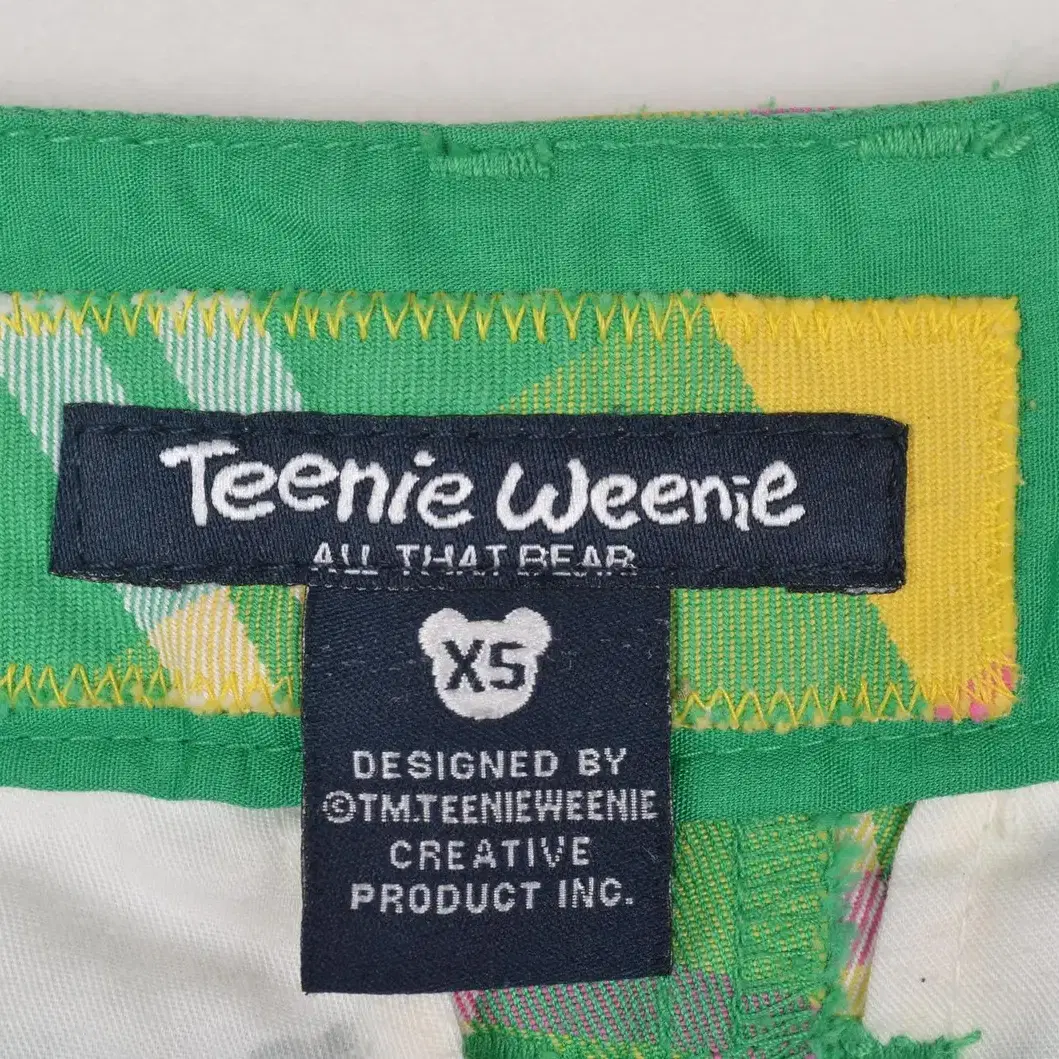 Teenie Weenie
ALL THAT BEAR
XS
DESIGNED BY
©TM.TEENIEWEENIE
CREATIVE
PRODUCT INC.